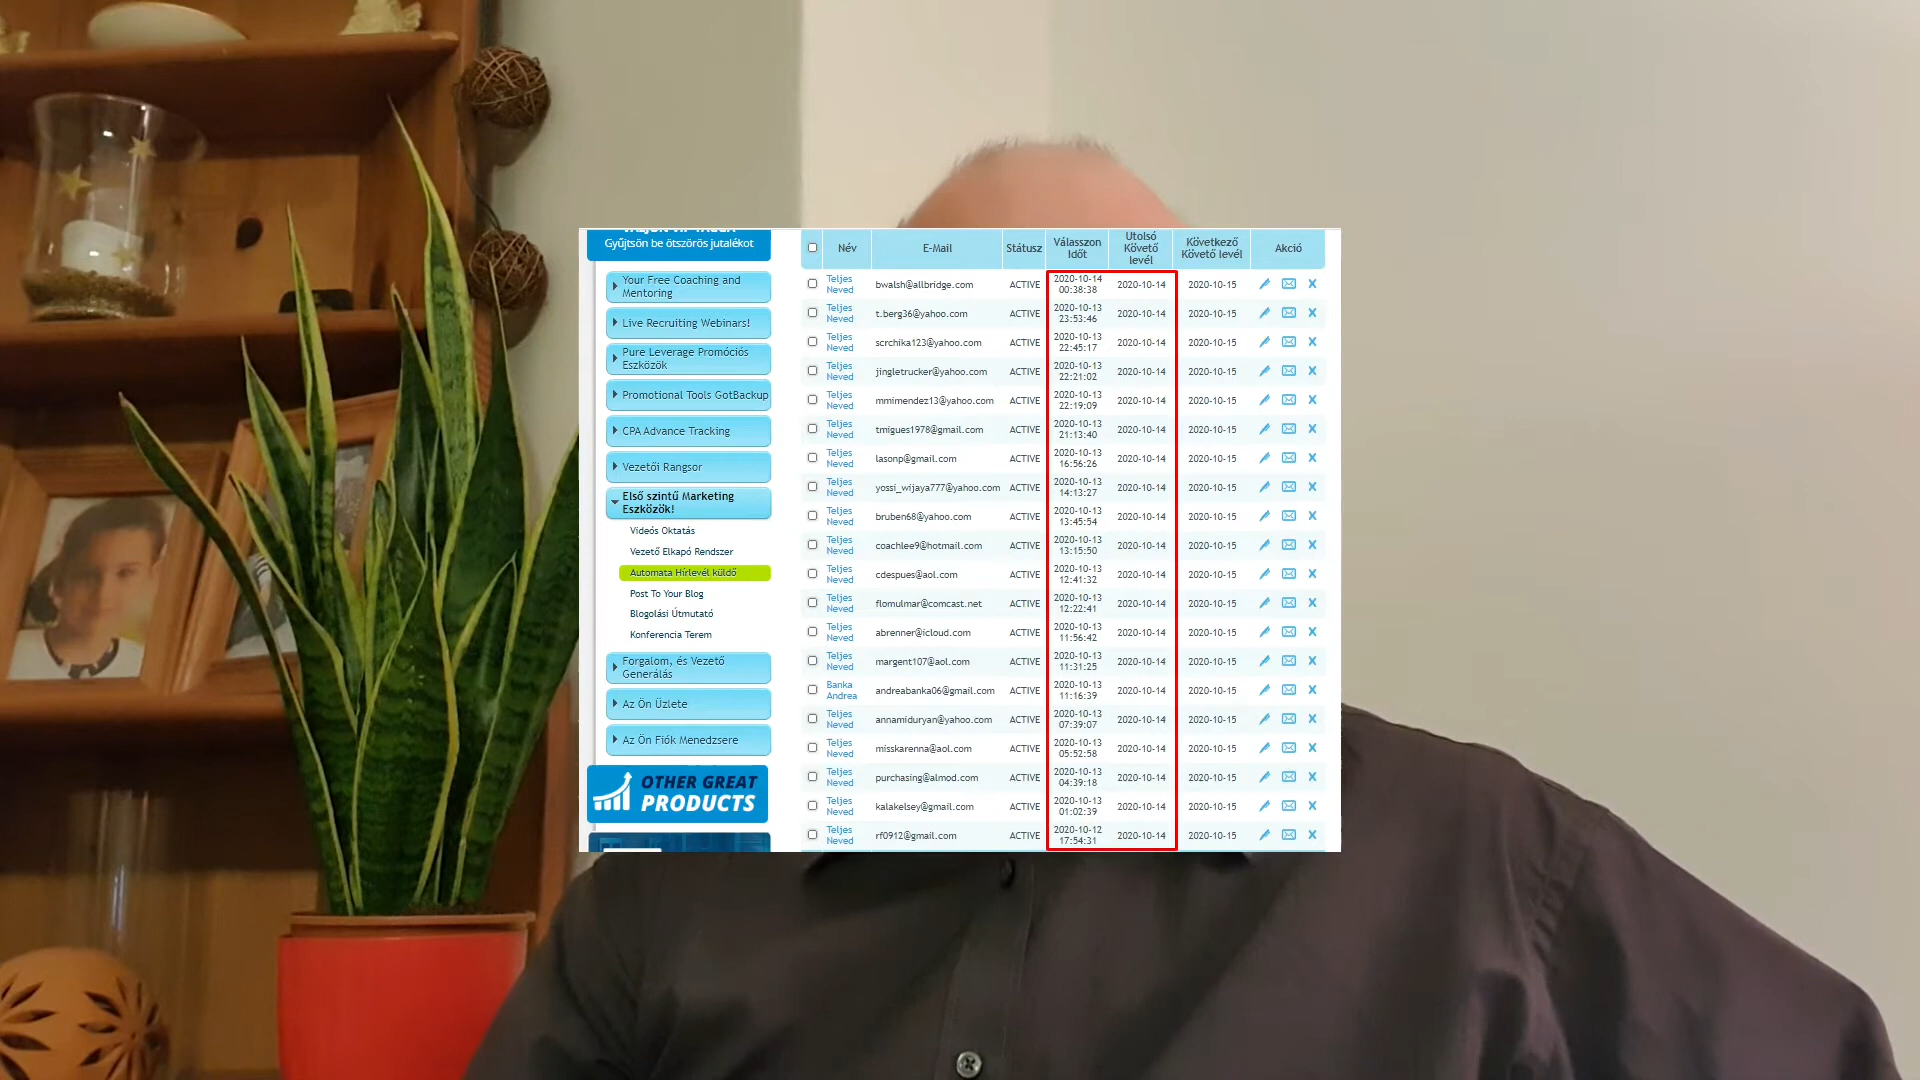 Gyűjtsön be ötszörös jutalékot
Your Free Coaching and
Mentoring
Live Recruiting Webinars!
Pure Leverage Promóciós
Eszközök
Promotional Tools GotBackup
CPA Advance Tracking
Vezetői Rangsor
Első szintű Marketing
Eszközök!
Videós Oktatás
Vezető Elkapó Rendszer
Automata Hírlevél küldő
Post To Your Blog
Blogolási Útmutató
Konferencia Terem
Forgalom, és Vezető
Generálás
Az Ön Üzlete
Az Ön Fiók Menedzsere
OTHER GREAT
PRODUCTS
Név E-Mail Státusz Válasszon Időt Utolsó Követő levél Következő Követő levél Akció
Teljes Neved bwalsh@allbridge.com ACTIVE 2020-10-14 00:38:38 2020-10-14 2020-10-15
Teljes Neved t.berg36@yahoo.com ACTIVE 2020-10-13 23:53:46 2020-10-14 2020-10-15
Teljes Neved scrchika123@yahoo.com ACTIVE 2020-10-13 22:45:17 2020-10-14 2020-10-15
Teljes Neved jingletrucker@yahoo.com ACTIVE 2020-10-13 22:21:02 2020-10-14 2020-10-15
Teljes Neved mmimendez13@yahoo.com ACTIVE 2020-10-13 22:19:09 2020-10-14 2020-10-15
Teljes Neved tmigues1978@gmail.com ACTIVE 2020-10-13 21:13:40 2020-10-14 2020-10-15
Teljes Neved lasonp@gmail.com ACTIVE 2020-10-13 16:56:26 2020-10-14 2020-10-15
Teljes Neved yossi_wijaya777@yahoo.com ACTIVE 2020-10-13 14:13:27 2020-10-14 2020-10-15
Teljes Neved bruben68@yahoo.com ACTIVE 2020-10-13 13:45:54 2020-10-14 2020-10-15
Teljes Neved coachlee9@hotmail.com ACTIVE 2020-10-13 13:15:50 2020-10-14 2020-10-15
Teljes Neved cdespues@aol.com ACTIVE 2020-10-13 12:41:32 2020-10-14 2020-10-15
Teljes Neved flomulmar@comcast.net ACTIVE 2020-10-13 12:22:41 2020-10-14 2020-10-15
Teljes Neved abrenner@icloud.com ACTIVE 2020-10-13 11:56:42 2020-10-14 2020-10-15
Teljes Neved margent107@aol.com ACTIVE 2020-10-13 11:31:25 2020-10-14 2020-10-15
Banka Andrea andreabanka06@gmail.com ACTIVE 2020-10-13 11:16:39 2020-10-14 2020-10-15
Teljes Neved annamiduryan@yahoo.com ACTIVE 2020-10-13 07:39:07 2020-10-14 2020-10-15
Teljes Neved misskarenna@aol.com ACTIVE 2020-10-13 05:52:58 2020-10-14 2020-10-15
Teljes Neved purchasing@almod.com ACTIVE 2020-10-13 04:39:18 2020-10-14 2020-10-15
Teljes Neved kalakelsey@gmail.com ACTIVE 2020-10-13 01:02:39 2020-10-14 2020-10-15
Teljes Neved rf0912@gmail.com ACTIVE 2020-10-12 17:54:31 2020-10-14 2020-10-15